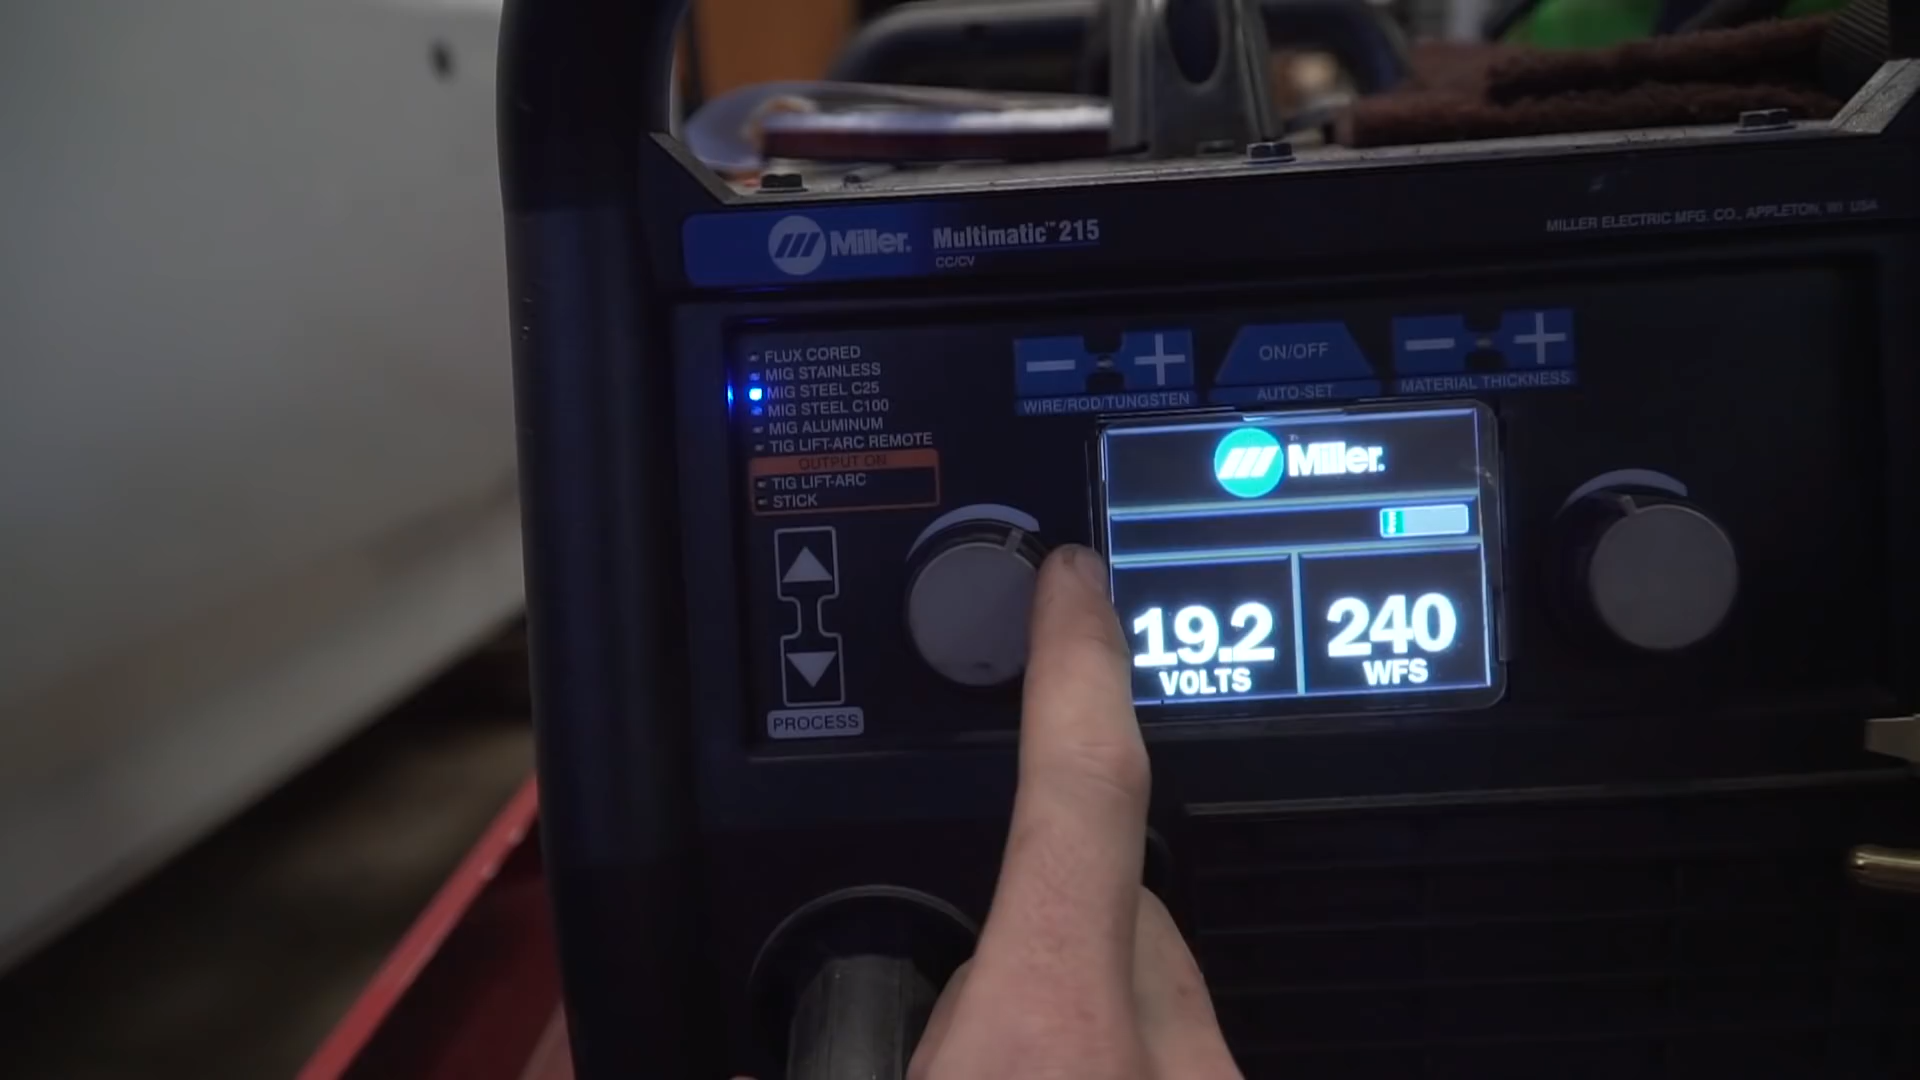 Miller. Multimatic™ 215
CC/CV
MILLER ELECTRIC MFG. CO., APPLETON, WI USA
FLUX CORED
MIG STAINLESS
MIG STEEL C25
MIG STEEL C100
MIG ALUMINUM
TIG LIFT-ARC REMOTE
OUTPUT ON
TIG LIFT-ARC
STICK
PROCESS
WIRE/ROD/TUNGSTEN
ON/OFF
AUTO-SET
MATERIAL THICKNESS
Miller.
19.2
VOLTS
240
WFS